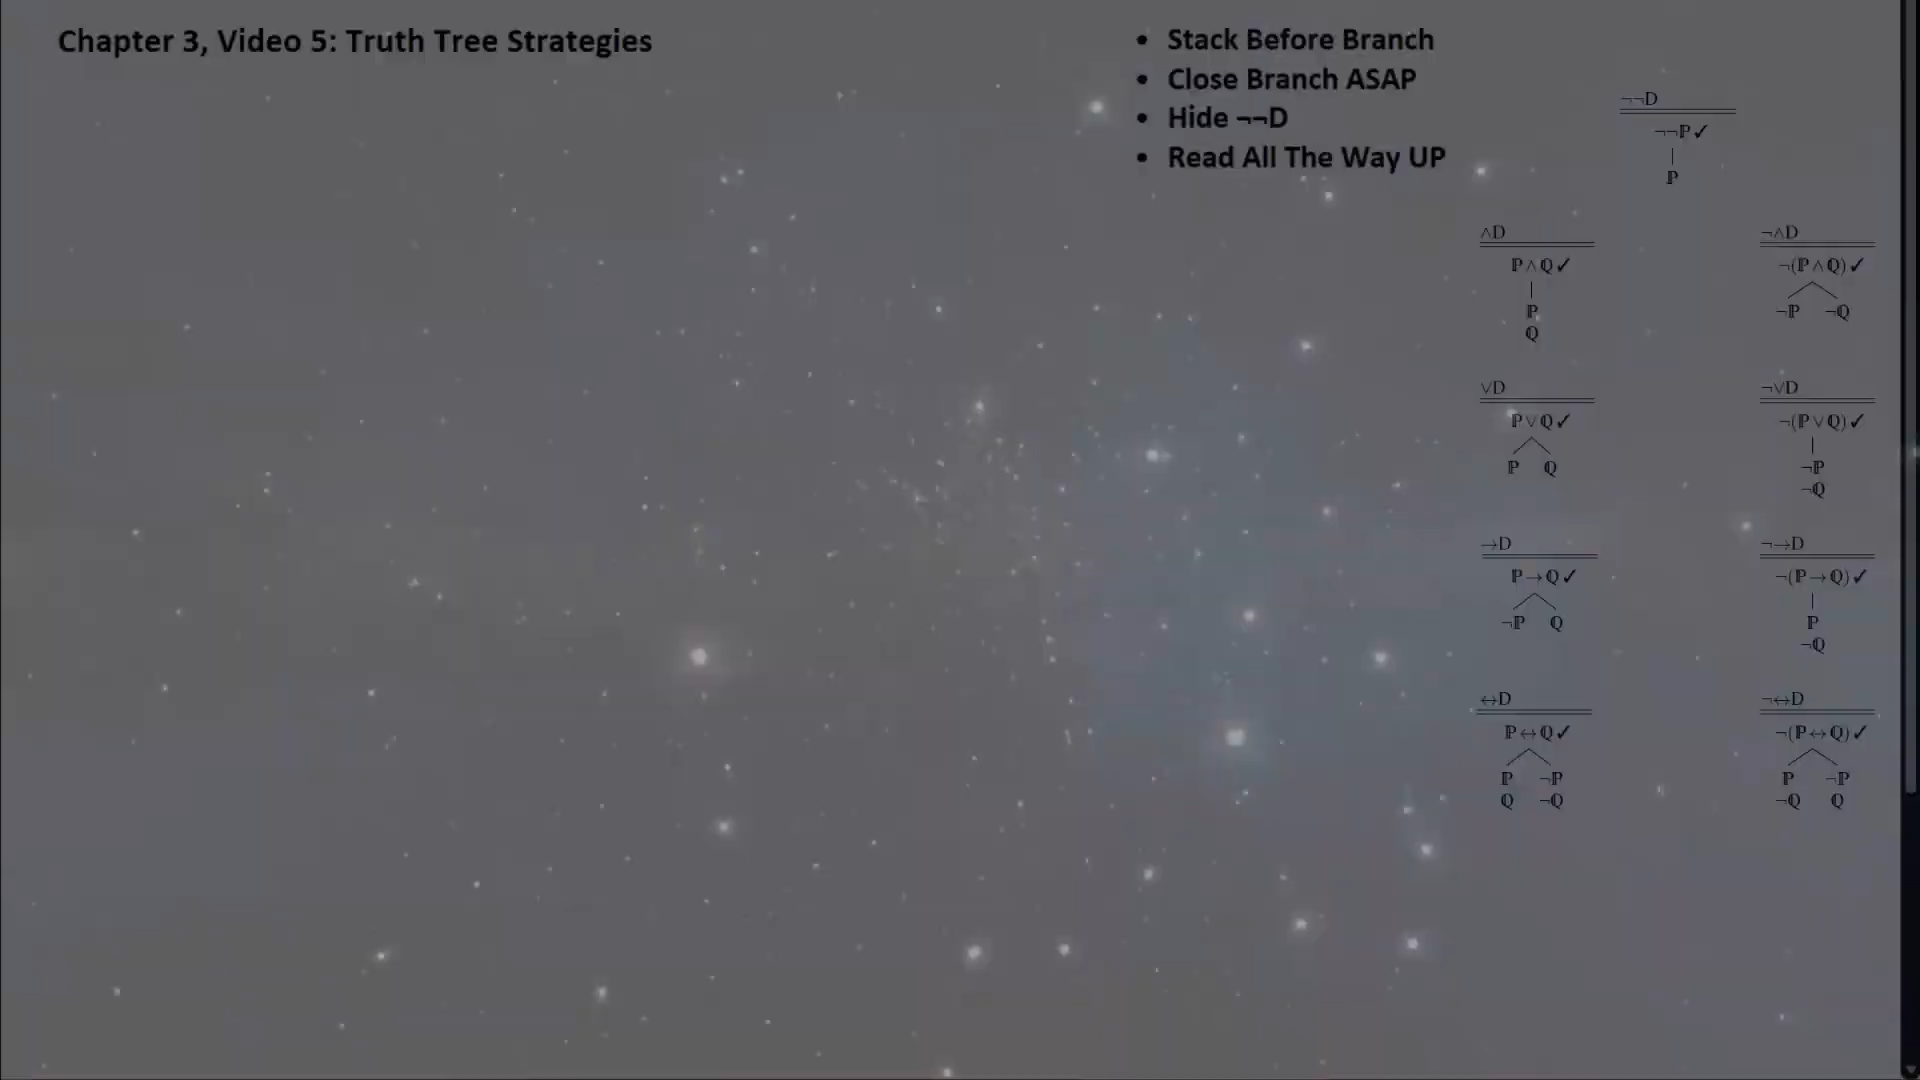 Chapter 3, Video 5: Truth Tree Strategies
• Stack Before Branch
• Close Branch ASAP
• Hide ¬¬D
• Read All The Way UP
¬¬D
¬¬ℙ✓
ℙ
∧D
ℙ∧ℚ✓
ℙ
ℚ
¬∧D
¬(ℙ∧ℚ)✓
¬ℙ ¬ℚ
∨D
ℙ∨ℚ✓
ℙ ℚ
¬∨D
¬(ℙ∨ℚ)✓
¬ℙ
¬ℚ
→D
ℙ→ℚ✓
¬ℙ ℚ
¬→D
¬(ℙ→ℚ)✓
ℙ
¬ℚ
↔D
ℙ↔ℚ✓
ℙ ¬ℙ
ℚ ¬ℚ
¬↔D
¬(ℙ↔ℚ)✓
ℙ ¬ℙ
¬ℚ ℚ